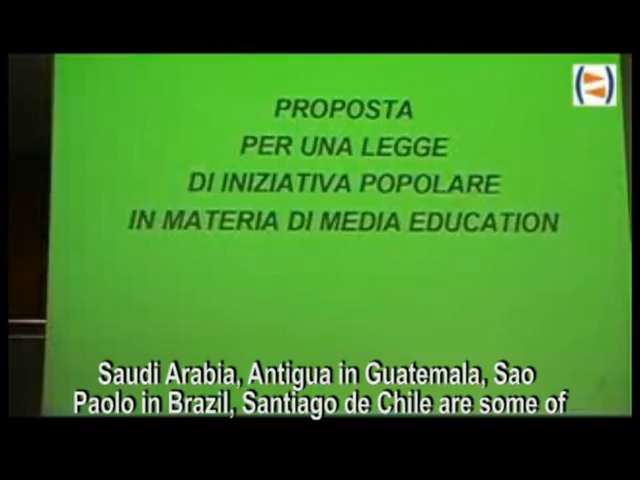 PROPOSTA
PER UNA LEGGE
DI INIZIATIVA POPOLARE
IN MATERIA DI MEDIA EDUCATION
Saudi Arabia, Antigua in Guatemala, Sao
Paolo in Brazil, Santiago de Chile are some of